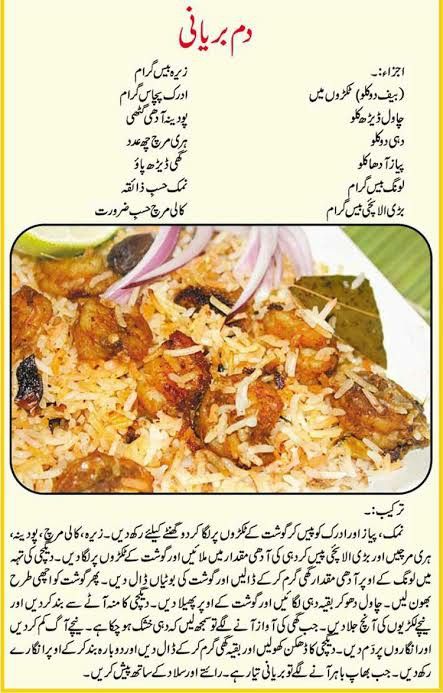 دم بریانی
اجزاء:۔
(بیف دو کلو) ٹکڑوں میں
چاول ڈیڑھ کلو
دہی دو کلو
پیاز آدھا کلو
لونگ بیس گرام
بڑی الائچی بیس گرام
زیرہ بیس گرام
ادرک پچاس گرام
پودینہ آدھی گٹھی
ہری مرچ چھ عدد
گھی ڈیڑھ پاؤ
نمک حسب ذائقہ
کالی مرچ حسب ضرورت
ترکیب:۔
نمک، پیاز اور ادرک کو پیس کر گوشت کے ٹکڑوں پر لگا کر دو گھنٹے کیلئے رکھ دیں۔ زیرہ، کالی مرچ، پودینہ،
ہری مرچیں اور بڑی الائچی پیس کر دہی کی آدھی مقدار میں ملائیں اور گوشت کے ٹکڑوں پر لگا دیں۔ دیگچی کی تہہ
میں لونگ کے اوپر آدھی مقدار گھی گرم کر کے ڈالیں اور گوشت کی بوٹیاں ڈال دیں۔ پھر گوشت کو اچھی طرح
بھون لیں۔ چاول دھو کر بقیہ دہی لگائیں اور گوشت کے اوپر پھیلا دیں۔ دیگچی کا منہ آٹے سے بند کر دیں اور
نیچے لکڑیوں کی آنچ جلا دیں۔ جب گھی کی آواز آنے لگے تو سمجھ لیں کہ دہی خشک ہو چکا ہے۔ نیچے آگ کم کر دیں
اور انگاروں پر دم دیں۔ دیگچی کا ڈھکن کھولیں اور بقیہ گھی گرم کر کے ڈال دیں اور دوبارہ بند کر کے اوپر انگارے رکھ
رکھ دیں۔ جب بھاپ باہر آنے لگے تو بریانی تیار ہے۔ رائتے اور سلاد کے ساتھ پیش کریں۔